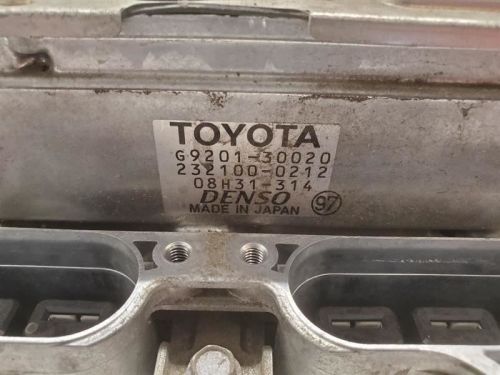 TOYOTA
G9201-30020
232100-0212
08H31-314
DENSO
MADE IN JAPAN 97